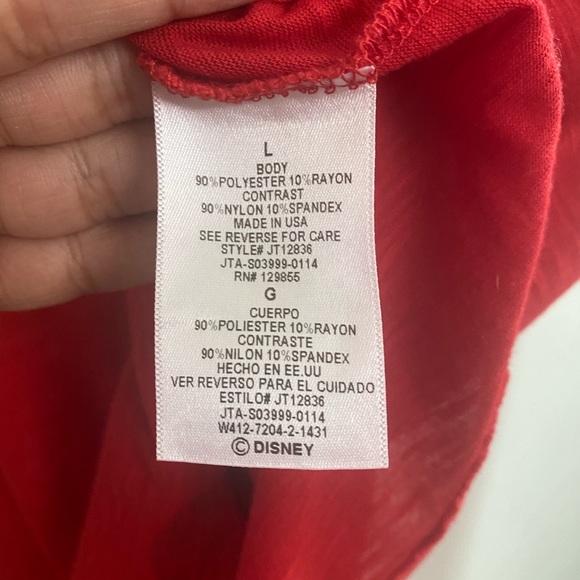 L
BODY
90%POLYESTER 10%RAYON
CONTRAST
90%NYLON 10%SPANDEX
MADE IN USA
SEE REVERSE FOR CARE
STYLE# JT12836
JTA-S03999-0114
RN# 129855
G
CUERPO
90%POLIESTER 10%RAYON
CONTRASTE
90%NILON 10%SPANDEX
HECHO EN EE.UU
VER REVERSO PARA EL CUIDADO
ESTILO# JT12836
JTA-S03999-0114
W412-7204-2-1431
© DISNEY